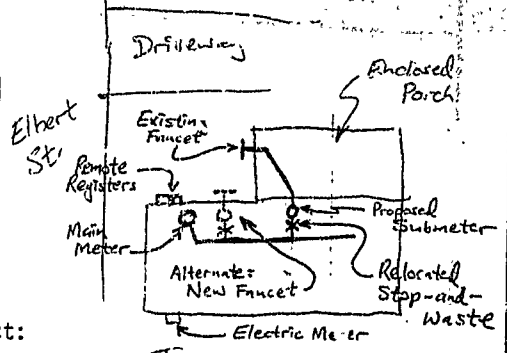 Driveway
Enclosed
Porch
Elbert
St.
Existing
Faucet
Remote
Registers
Main
Meter
Proposed
Submeter
Alternate:
New Faucet
Relocated
Stop-and-
Waste
Electric Meter
ct: